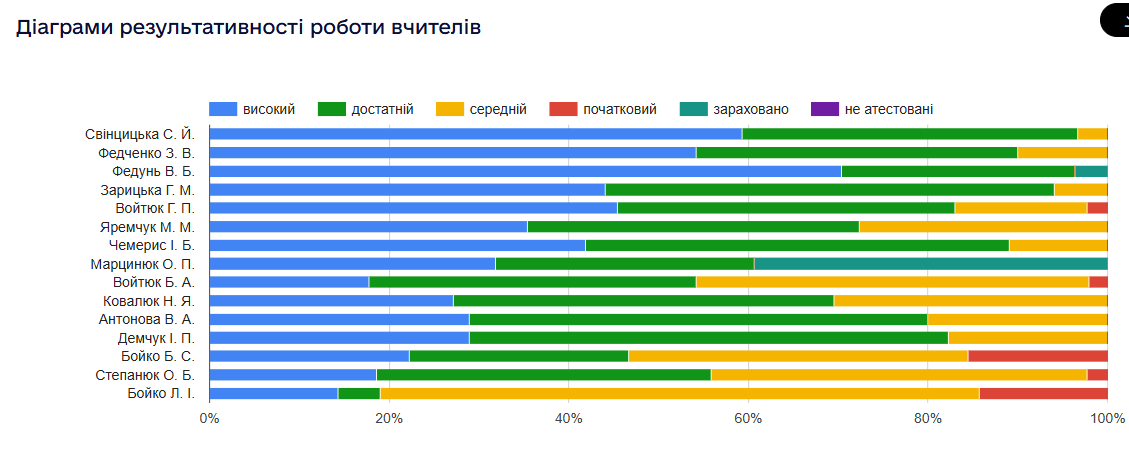 Діаграми результативності роботи вчителів
високий достатній середній початковий зараховано не атестовані
Свінцицька С. Й.
Федченко З. В.
Федунь В. Б.
Зарицька Г. М.
Войтюк Г. П.
Яремчук М. М.
Чемерис І. Б.
Марцинюк О. П.
Войтюк Б. А.
Ковалюк Н. Я.
Антонова В. А.
Демчук І. П.
Бойко Б. С.
Степанюк О. Б.
Бойко Л. І.
0% 20% 40% 60% 80% 100%